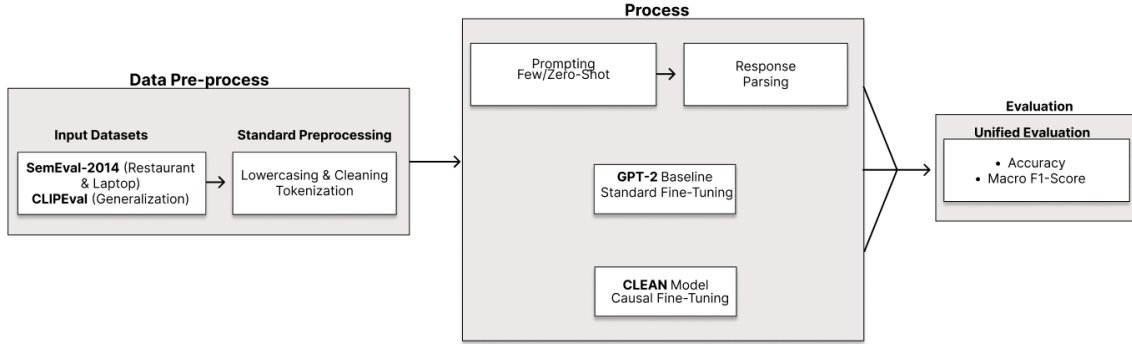 Data Pre-process
Input Datasets
SemEval-2014 (Restaurant
& Laptop)
CLIPEval (Generalization)
Standard Preprocessing
Lowercasing & Cleaning
Tokenization
Process
Prompting
Few/Zero-Shot
Response
Parsing
GPT-2 Baseline
Standard Fine-Tuning
CLEAN Model
Causal Fine-Tuning
Evaluation
Unified Evaluation
• Accuracy
• Macro F1-Score